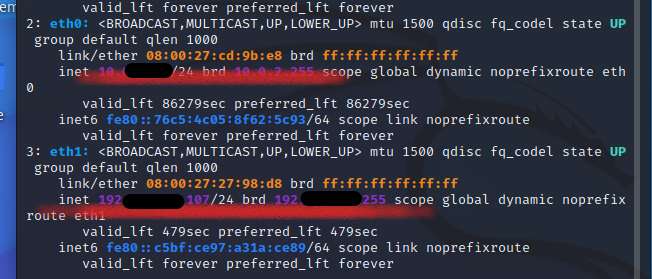 valid_lft forever preferred_lft forever
2: eth0: <BROADCAST,MULTICAST,UP,LOWER_UP> mtu 1500 qdisc fq_codel state UP
group default qlen 1000
link/ether 08:00:27:cd:9b:e8 brd ff:ff:ff:ff:ff:ff
inet 10. /24 brd 10.0.2.255 scope global dynamic noprefixroute eth
0
valid_lft 86279sec preferred_lft 86279sec
inet6 fe80::76c5:4c05:8f62:5c93/64 scope link noprefixroute
valid_lft forever preferred_lft forever
3: eth1: <BROADCAST,MULTICAST,UP,LOWER_UP> mtu 1500 qdisc fq_codel state UP
group default qlen 1000
link/ether 08:00:27:27:98:d8 brd ff:ff:ff:ff:ff:ff
inet 192 107/24 brd 192. 255 scope global dynamic noprefix
route eth1
valid_lft 479sec preferred_lft 479sec
inet6 fe80::c5bf:ce97:a31a:ce89/64 scope link noprefixroute
valid_lft forever preferred_lft forever